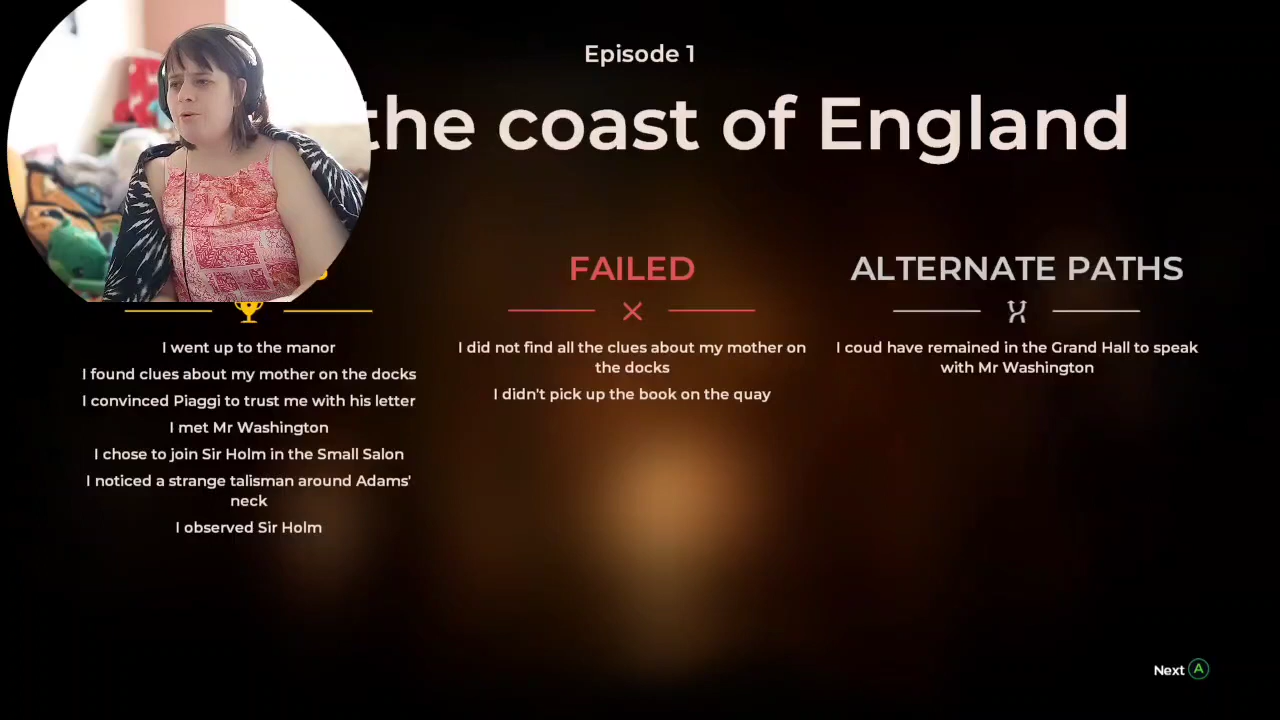 Episode 1
the coast of England
FAILED
ALTERNATE PATHS
I went up to the manor
I found clues about my mother on the docks
I convinced Piaggi to trust me with his letter
I met Mr Washington
I chose to join Sir Holm in the Small Salon
I noticed a strange talisman around Adams'
neck
I observed Sir Holm
I did not find all the clues about my mother on
the docks
I didn't pick up the book on the quay
I coud have remained in the Grand Hall to speak
with Mr Washington
Next A